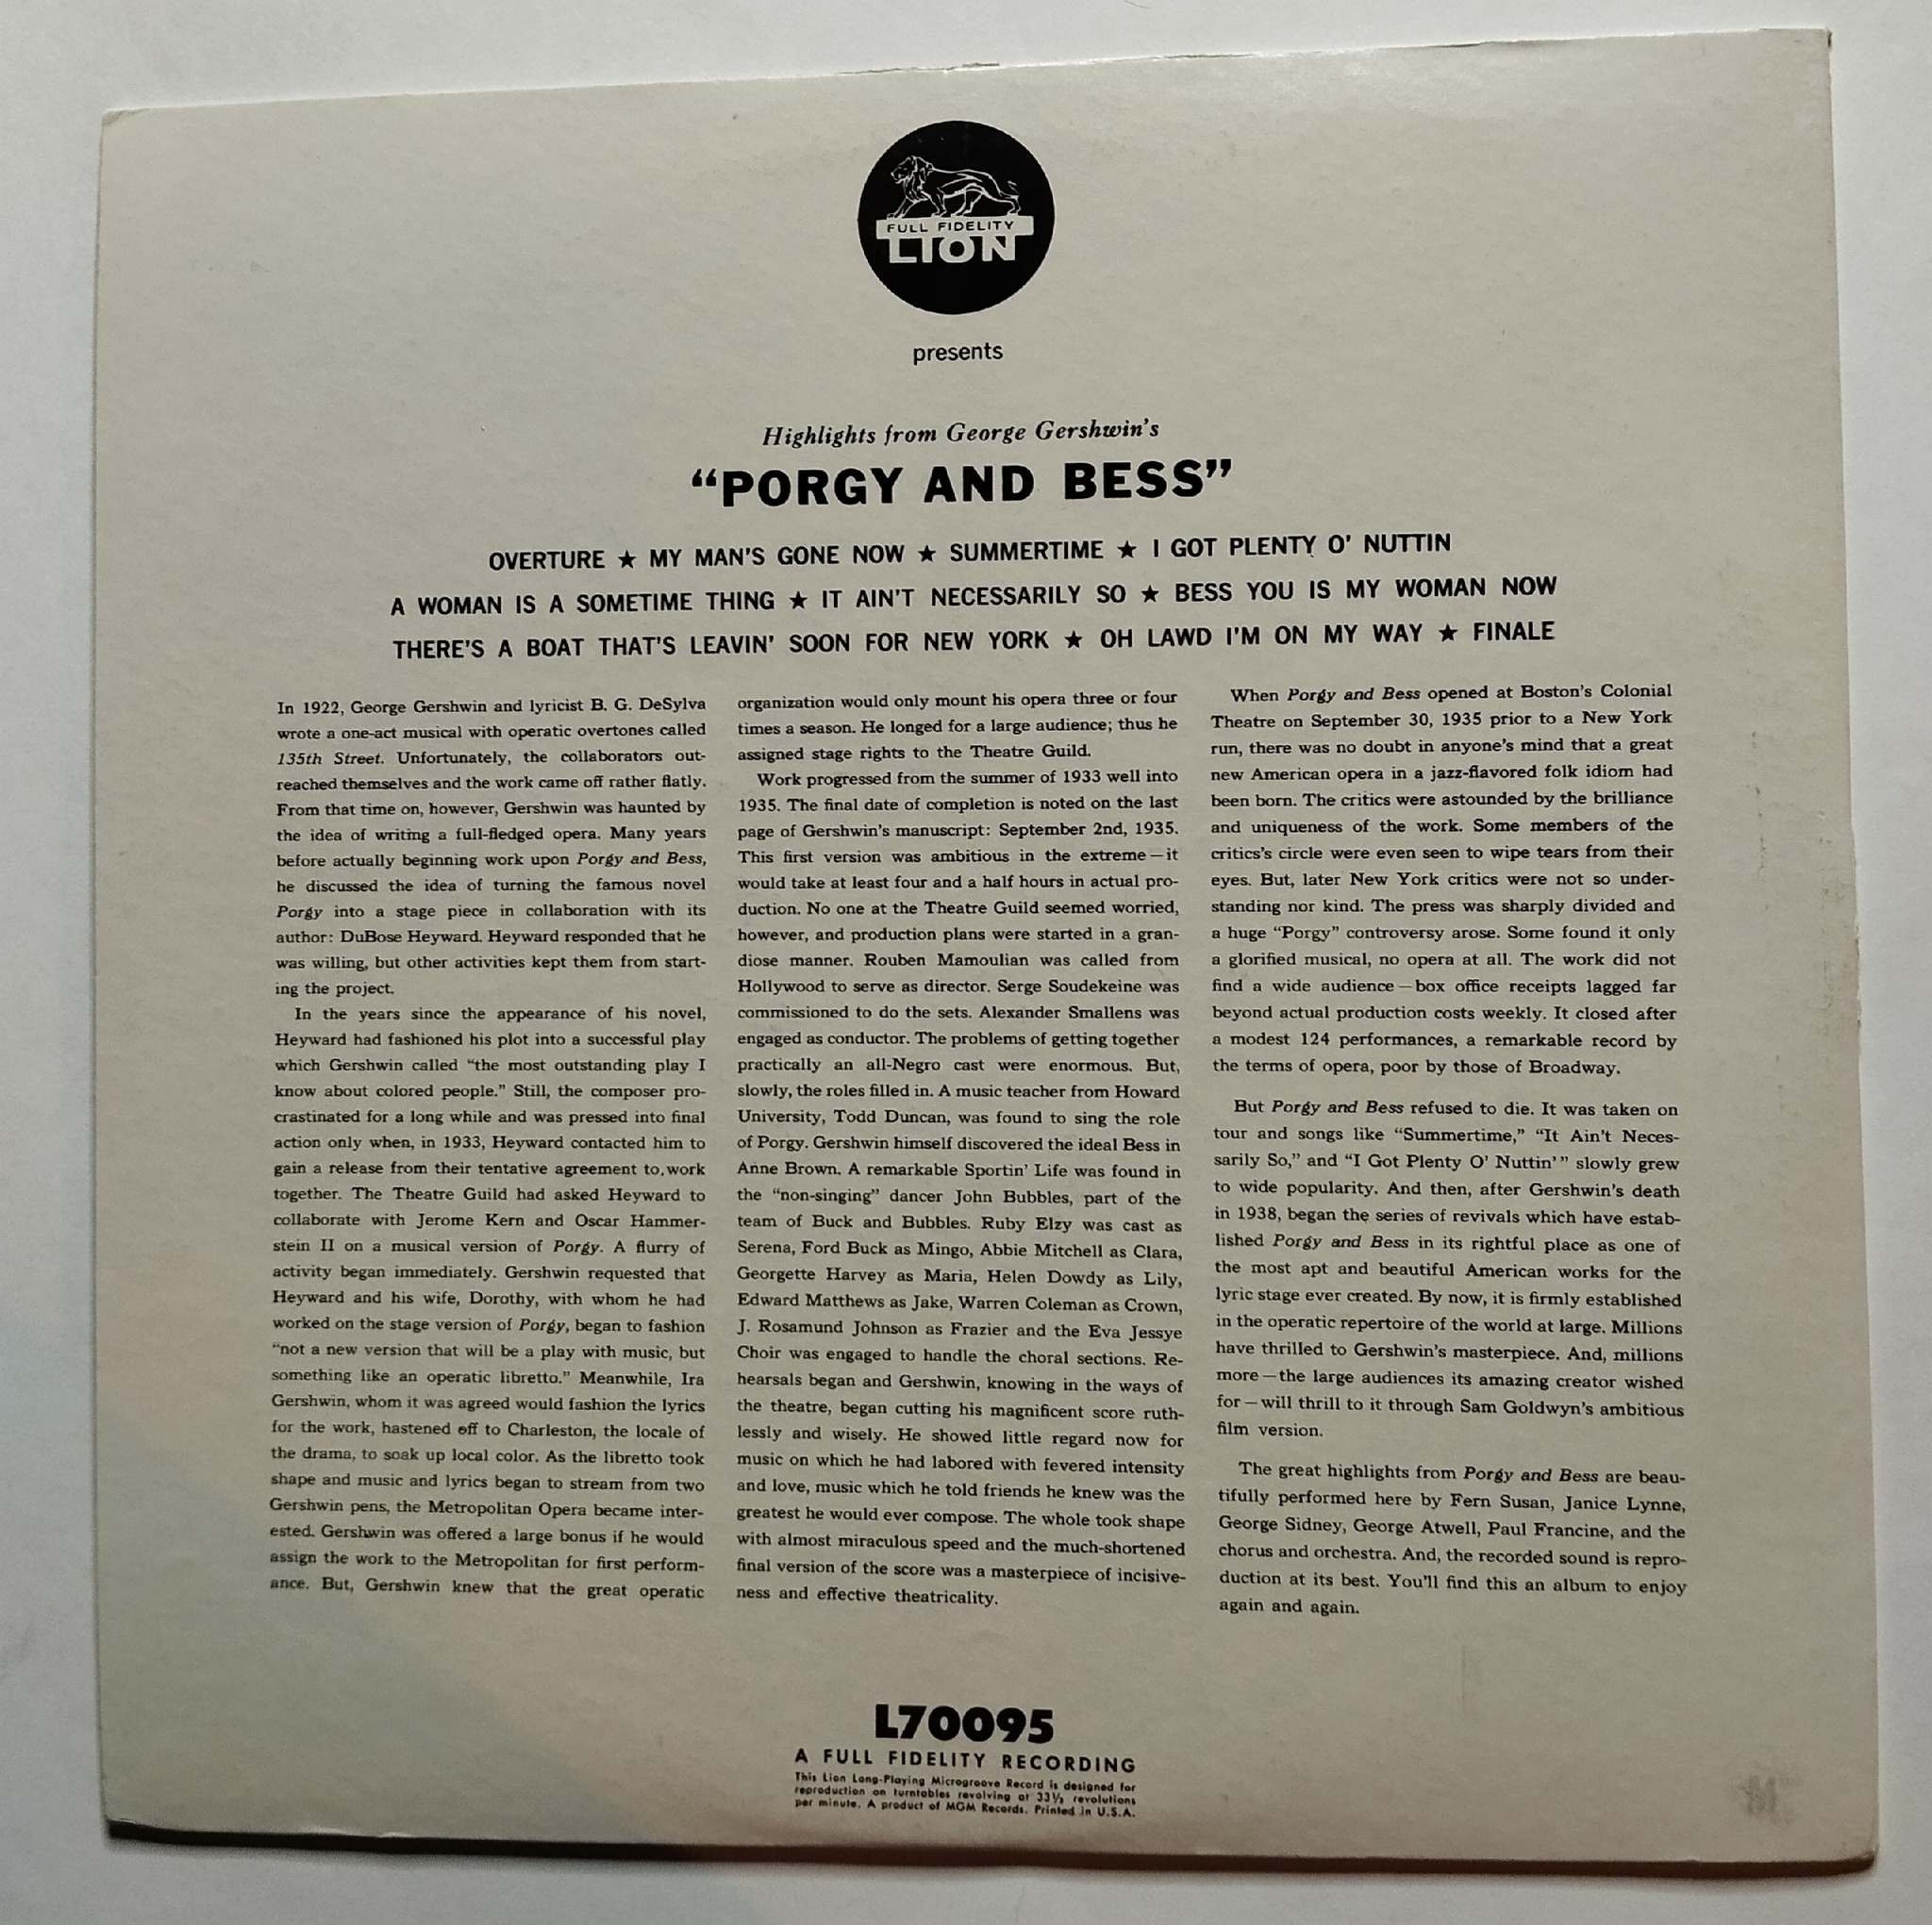 FULL FIDELITY
LION
presents
Highlights from George Gershwin's
"PORGY AND BESS"
OVERTURE ★ MY MAN'S GONE NOW ★ SUMMERTIME ★ I GOT PLENTY O' NUTTIN
A WOMAN IS A SOMETIME THING ★ IT AIN'T NECESSARILY SO ★ BESS YOU IS MY WOMAN NOW
THERE'S A BOAT THAT'S LEAVIN' SOON FOR NEW YORK ★ OH LAWD I'M ON MY WAY ★ FINALE
In 1922, George Gershwin and lyricist B. G. DeSylva
wrote a one-act musical with operatic overtones called
135th Street. Unfortunately, the collaborators out-
reached themselves and the work came off rather flatly.
From that time on, however, Gershwin was haunted by
the idea of writing a full-fledged opera. Many years
before actually beginning work upon Porgy and Bess,
he discussed the idea of turning the famous novel
Porgy into a stage piece in collaboration with its
author: DuBose Heyward. Heyward responded that he
was willing, but other activities kept them from start-
ing the project.
In the years since the appearance of his novel,
Heyward had fashioned his plot into a successful play
which Gershwin called "the most outstanding play I
know about colored people." Still, the composer pro-
crastinated for a long while and was pressed into final
action only when, in 1933, Heyward contacted him to
gain a release from their tentative agreement to work
together. The Theatre Guild had asked Heyward to
collaborate with Jerome Kern and Oscar Hammer-
stein II on a musical version of Porgy. A flurry of
activity began immediately. Gershwin requested that
Heyward and his wife, Dorothy, with whom he had
worked on the stage version of Porgy, began to fashion
"not a new version that will be a play with music, but
something like an operatic libretto." Meanwhile, Ira
Gershwin, whom it was agreed would fashion the lyrics
for the work, hastened off to Charleston, the locale of
the drama, to soak up local color. As the libretto took
shape and music and lyrics began to stream from two
Gershwin pens, the Metropolitan Opera became inter-
ested. Gershwin was offered a large bonus if he would
assign the work to the Metropolitan for first perform-
ance. But, Gershwin knew that the great operatic
organization would only mount his opera three or four
times a season. He longed for a large audience; thus he
assigned stage rights to the Theatre Guild.
Work progressed from the summer of 1933 well into
1935. The final date of completion is noted on the last
page of Gershwin's manuscript: September 2nd, 1935.
This first version was ambitious in the extreme—it
would take at least four and a half hours in actual pro-
duction. No one at the Theatre Guild seemed worried,
however, and production plans were started in a gran-
diose manner. Rouben Mamoulian was called from
Hollywood to serve as director. Serge Soudekeine was
commissioned to do the sets. Alexander Smallens was
engaged as conductor. The problems of getting together
practically an all-Negro cast were enormous. But,
slowly, the roles filled in. A music teacher from Howard
University, Todd Duncan, was found to sing the role
of Porgy. Gershwin himself discovered the ideal Bess in
Anne Brown. A remarkable Sportin' Life was found in
the "non-singing" dancer John Bubbles, part of the
team of Buck and Bubbles. Ruby Elzy was cast as
Serena, Ford Buck as Mingo, Abbie Mitchell as Clara,
Georgette Harvey as Maria, Helen Dowdy as Lily,
Edward Matthews as Jake, Warren Coleman as Crown,
J. Rosamund Johnson as Frazier and the Eva Jessye
Choir was engaged to handle the choral sections. Re-
hearsals began and Gershwin, knowing in the ways of
the theatre, began cutting his magnificent score ruth-
lessly and wisely. He showed little regard now for
music on which he had labored with fevered intensity
and love, music which he told friends he knew was the
greatest he would ever compose. The whole took shape
with almost miraculous speed and the much-shortened
final version of the score was a masterpiece of incisive-
ness and effective theatricality.
When Porgy and Bess opened at Boston's Colonial
Theatre on September 30, 1935 prior to a New York
run, there was no doubt in anyone's mind that a great
new American opera in a jazz-flavored folk idiom had
been born. The critics were astounded by the brilliance
and uniqueness of the work. Some members of the
critics's circle were even seen to wipe tears from their
eyes. But, later New York critics were not so under-
standing nor kind. The press was sharply divided and
a huge "Porgy" controversy arose. Some found it only
a glorified musical, no opera at all. The work did not
find a wide audience—box office receipts lagged far
beyond actual production costs weekly. It closed after
a modest 124 performances, a remarkable record by
the terms of opera, poor by those of Broadway.
But Porgy and Bess refused to die. It was taken on
tour and songs like "Summertime," "It Ain't Neces-
sarily So," and "I Got Plenty O' Nuttin'" slowly grew
to wide popularity. And then, after Gershwin's death
in 1938, began the series of revivals which have estab-
lished Porgy and Bess in its rightful place as one of
the most apt and beautiful American works for the
lyric stage ever created. By now, it is firmly established
in the operatic repertoire of the world at large. Millions
have thrilled to Gershwin's masterpiece. And, millions
more—the large audiences its amazing creator wished
for—will thrill to it through Sam Goldwyn's ambitious
film version.
The great highlights from Porgy and Bess are beau-
tifully performed here by Fern Susan, Janice Lynne,
George Sidney, George Atwell, Paul Francine, and the
chorus and orchestra. And, the recorded sound is repro-
duction at its best. You'll find this an album to enjoy
again and again.
L70095
A FULL FIDELITY RECORDING
This Lion Long-Playing Microgroove Record is designed for
reproduction on turntables revolving at 33⅓ revolutions
per minute. A product of MGM Records. Printed in U.S.A.